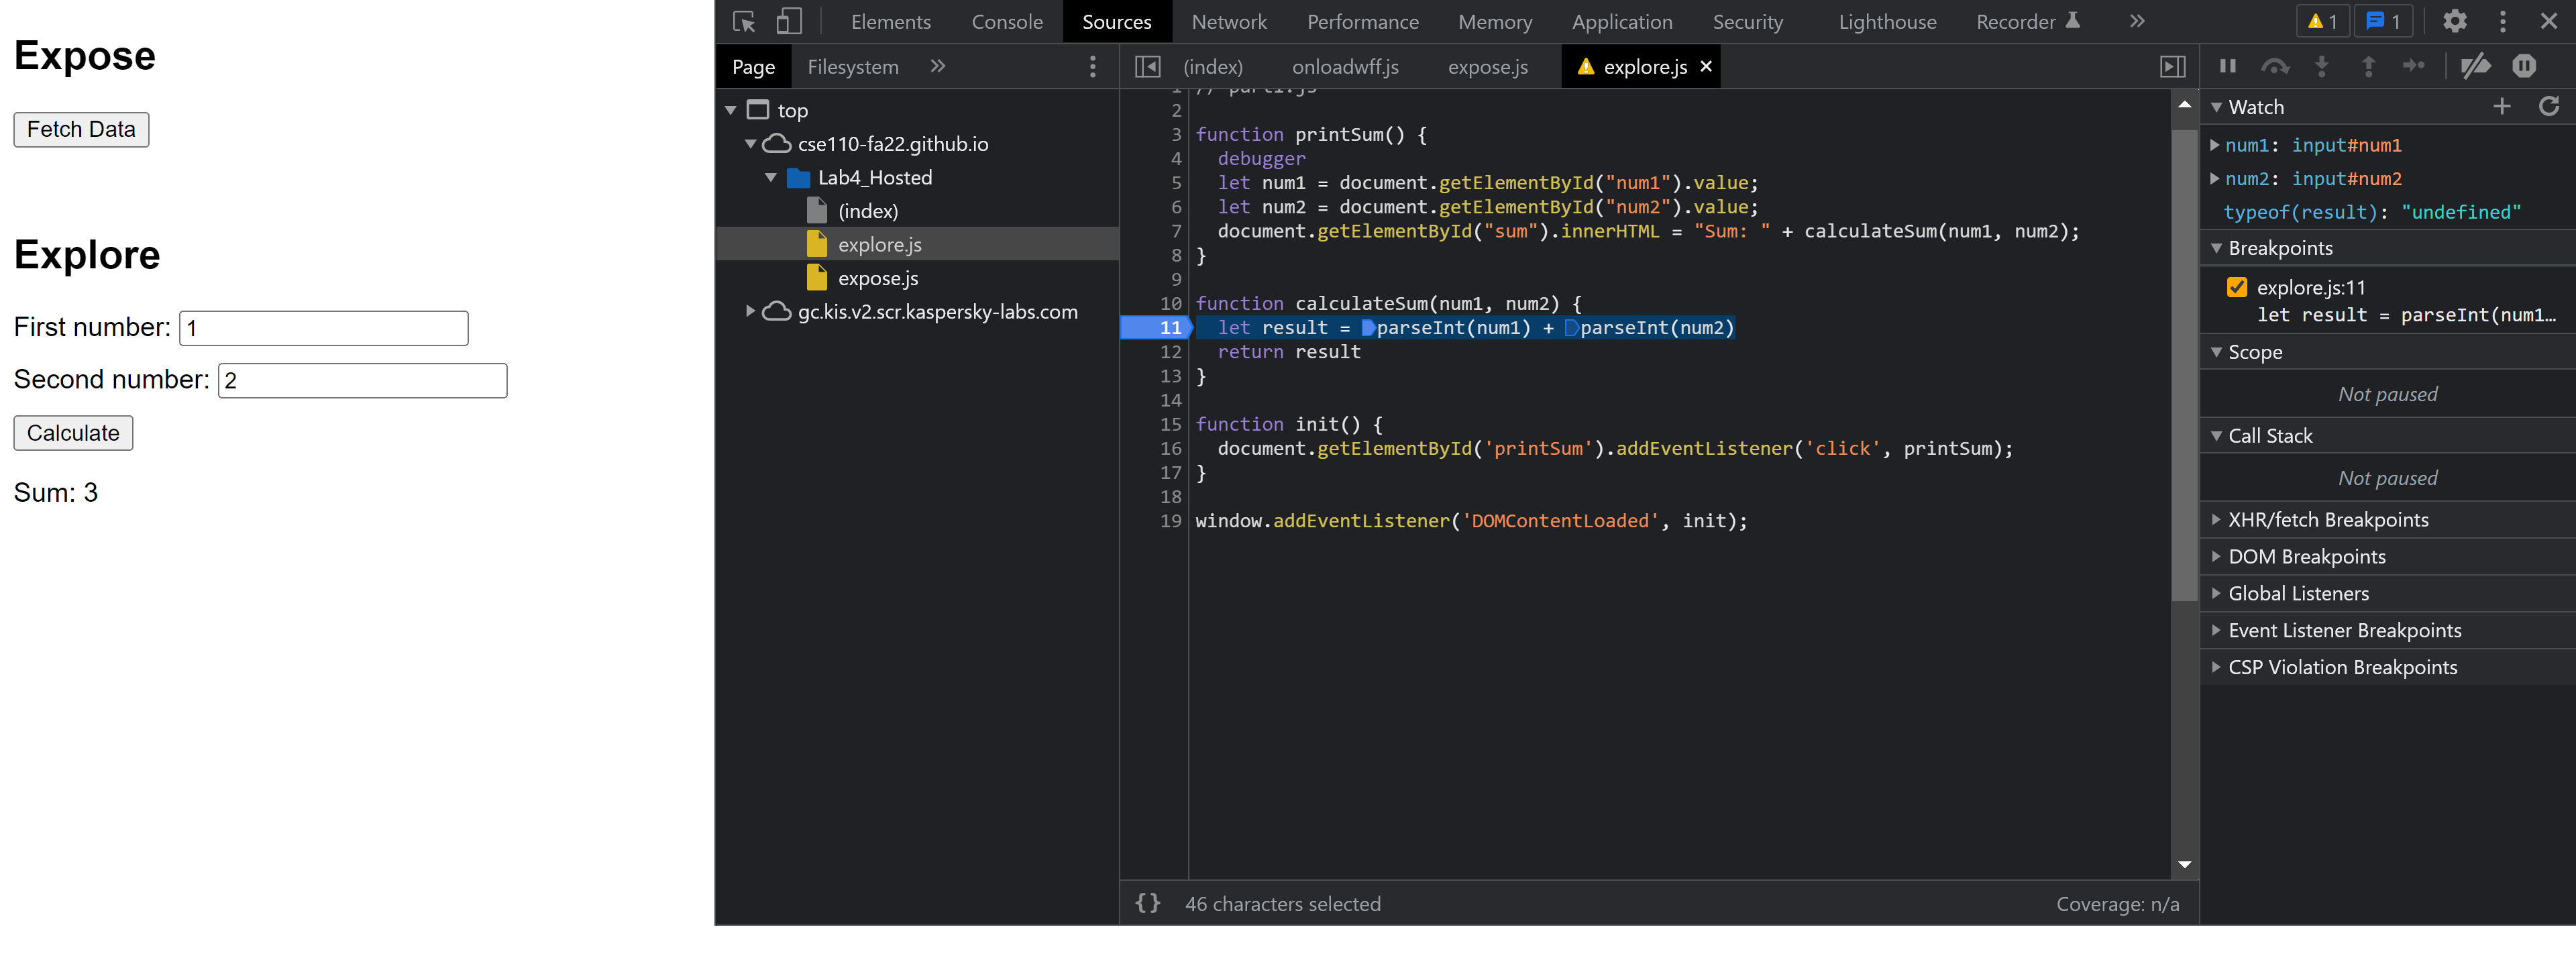 Expose
Fetch Data
Explore
First number: 1
Second number: 2
Calculate
Sum: 3
Elements Console Sources Network Performance Memory Application Security Lighthouse Recorder » 1 1
Page Filesystem »
top
cse110-fa22.github.io
Lab4_Hosted
(index)
explore.js
expose.js
gc.kis.v2.scr.kaspersky-labs.com
(index) onloadwff.js expose.js explore.js ×
1 // part1.js
2
3 function printSum() {
4 debugger
5 let num1 = document.getElementById("num1").value;
6 let num2 = document.getElementById("num2").value;
7 document.getElementById("sum").innerHTML = "Sum: " + calculateSum(num1, num2);
8 }
9
10 function calculateSum(num1, num2) {
11 let result = parseInt(num1) + parseInt(num2)
12 return result
13 }
14
15 function init() {
16 document.getElementById('printSum').addEventListener('click', printSum);
17 }
18
19 window.addEventListener('DOMContentLoaded', init);
{} 46 characters selected Coverage: n/a
Watch
num1: input#num1
num2: input#num2
typeof(result): "undefined"
Breakpoints
explore.js:11
let result = parseInt(num1…
Scope
Not paused
Call Stack
Not paused
XHR/fetch Breakpoints
DOM Breakpoints
Global Listeners
Event Listener Breakpoints
CSP Violation Breakpoints